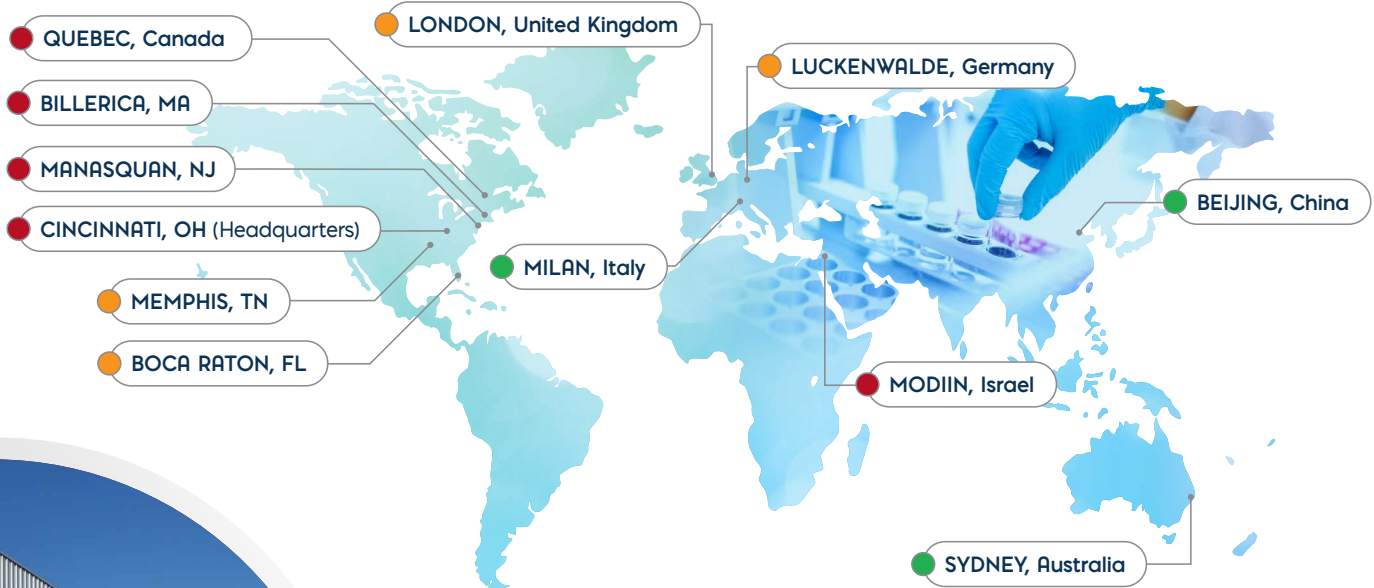 LONDON, United Kingdom
QUEBEC, Canada
LUCKENWALDE, Germany
BILLERICA, MA
MANASQUAN, NJ
BEIJING, China
CINCINNATI, OH (Headquarters)
MILAN, Italy
MEMPHIS, TN
BOCA RATON, FL
MODIIN, Israel
SYDNEY, Australia